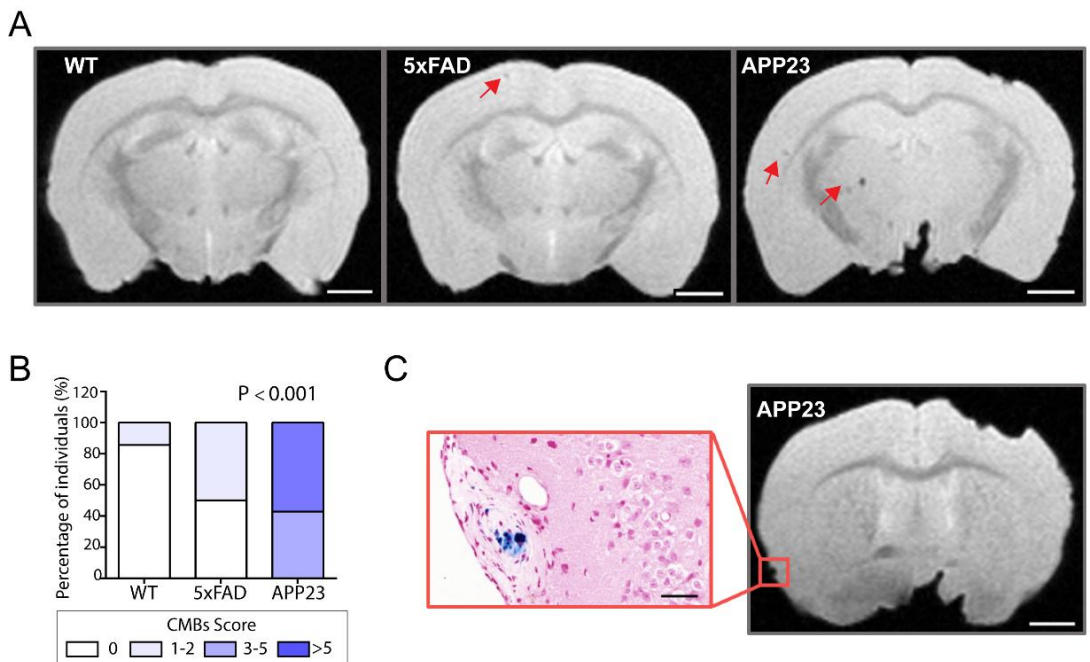 A
WT
5xFAD
APP23
B
C
P < 0.001
Percentage of individuals (%)
120
100
80
60
40
20
0
WT 5xFAD APP23
CMBs Score
0 1-2 3-5 >5
APP23